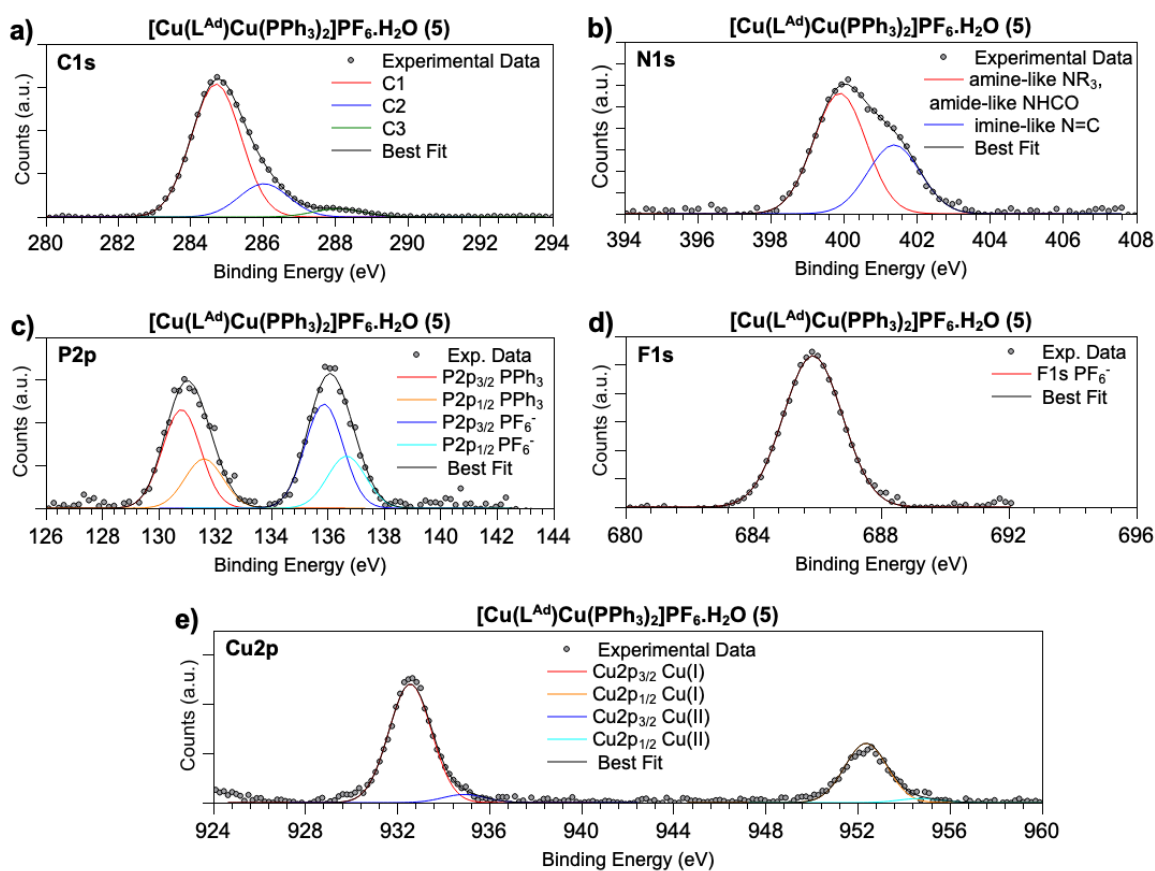 a)
[Cu(L^Ad)Cu(PPh₃)₂]PF₆.H₂O (5)
C1s
Experimental Data
C1
C2
C3
Best Fit
Counts (a.u.)
280 282 284 286 288 290 292 294
Binding Energy (eV)
b)
[Cu(L^Ad)Cu(PPh₃)₂]PF₆.H₂O (5)
N1s
Experimental Data
amine-like NR₃,
amide-like NHCO
imine-like N=C
Best Fit
Counts (a.u.)
394 396 398 400 402 404 406 408
Binding Energy (eV)
c)
[Cu(L^Ad)Cu(PPh₃)₂]PF₆.H₂O (5)
P2p
Exp. Data
P2p₃/₂ PPh₃
P2p₁/₂ PPh₃
P2p₃/₂ PF₆⁻
P2p₁/₂ PF₆⁻
Best Fit
Counts (a.u.)
126 128 130 132 134 136 138 140 142 144
Binding Energy (eV)
d)
[Cu(L^Ad)Cu(PPh₃)₂]PF₆.H₂O (5)
F1s
Exp. Data
F1s PF₆⁻
Best Fit
Counts (a.u.)
680 684 688 692 696
Binding Energy (eV)
e)
[Cu(L^Ad)Cu(PPh₃)₂]PF₆.H₂O (5)
Cu2p
Experimental Data
Cu2p₃/₂ Cu(I)
Cu2p₁/₂ Cu(I)
Cu2p₃/₂ Cu(II)
Cu2p₁/₂ Cu(II)
Best Fit
Counts (a.u.)
924 928 932 936 940 944 948 952 956 960
Binding Energy (eV)